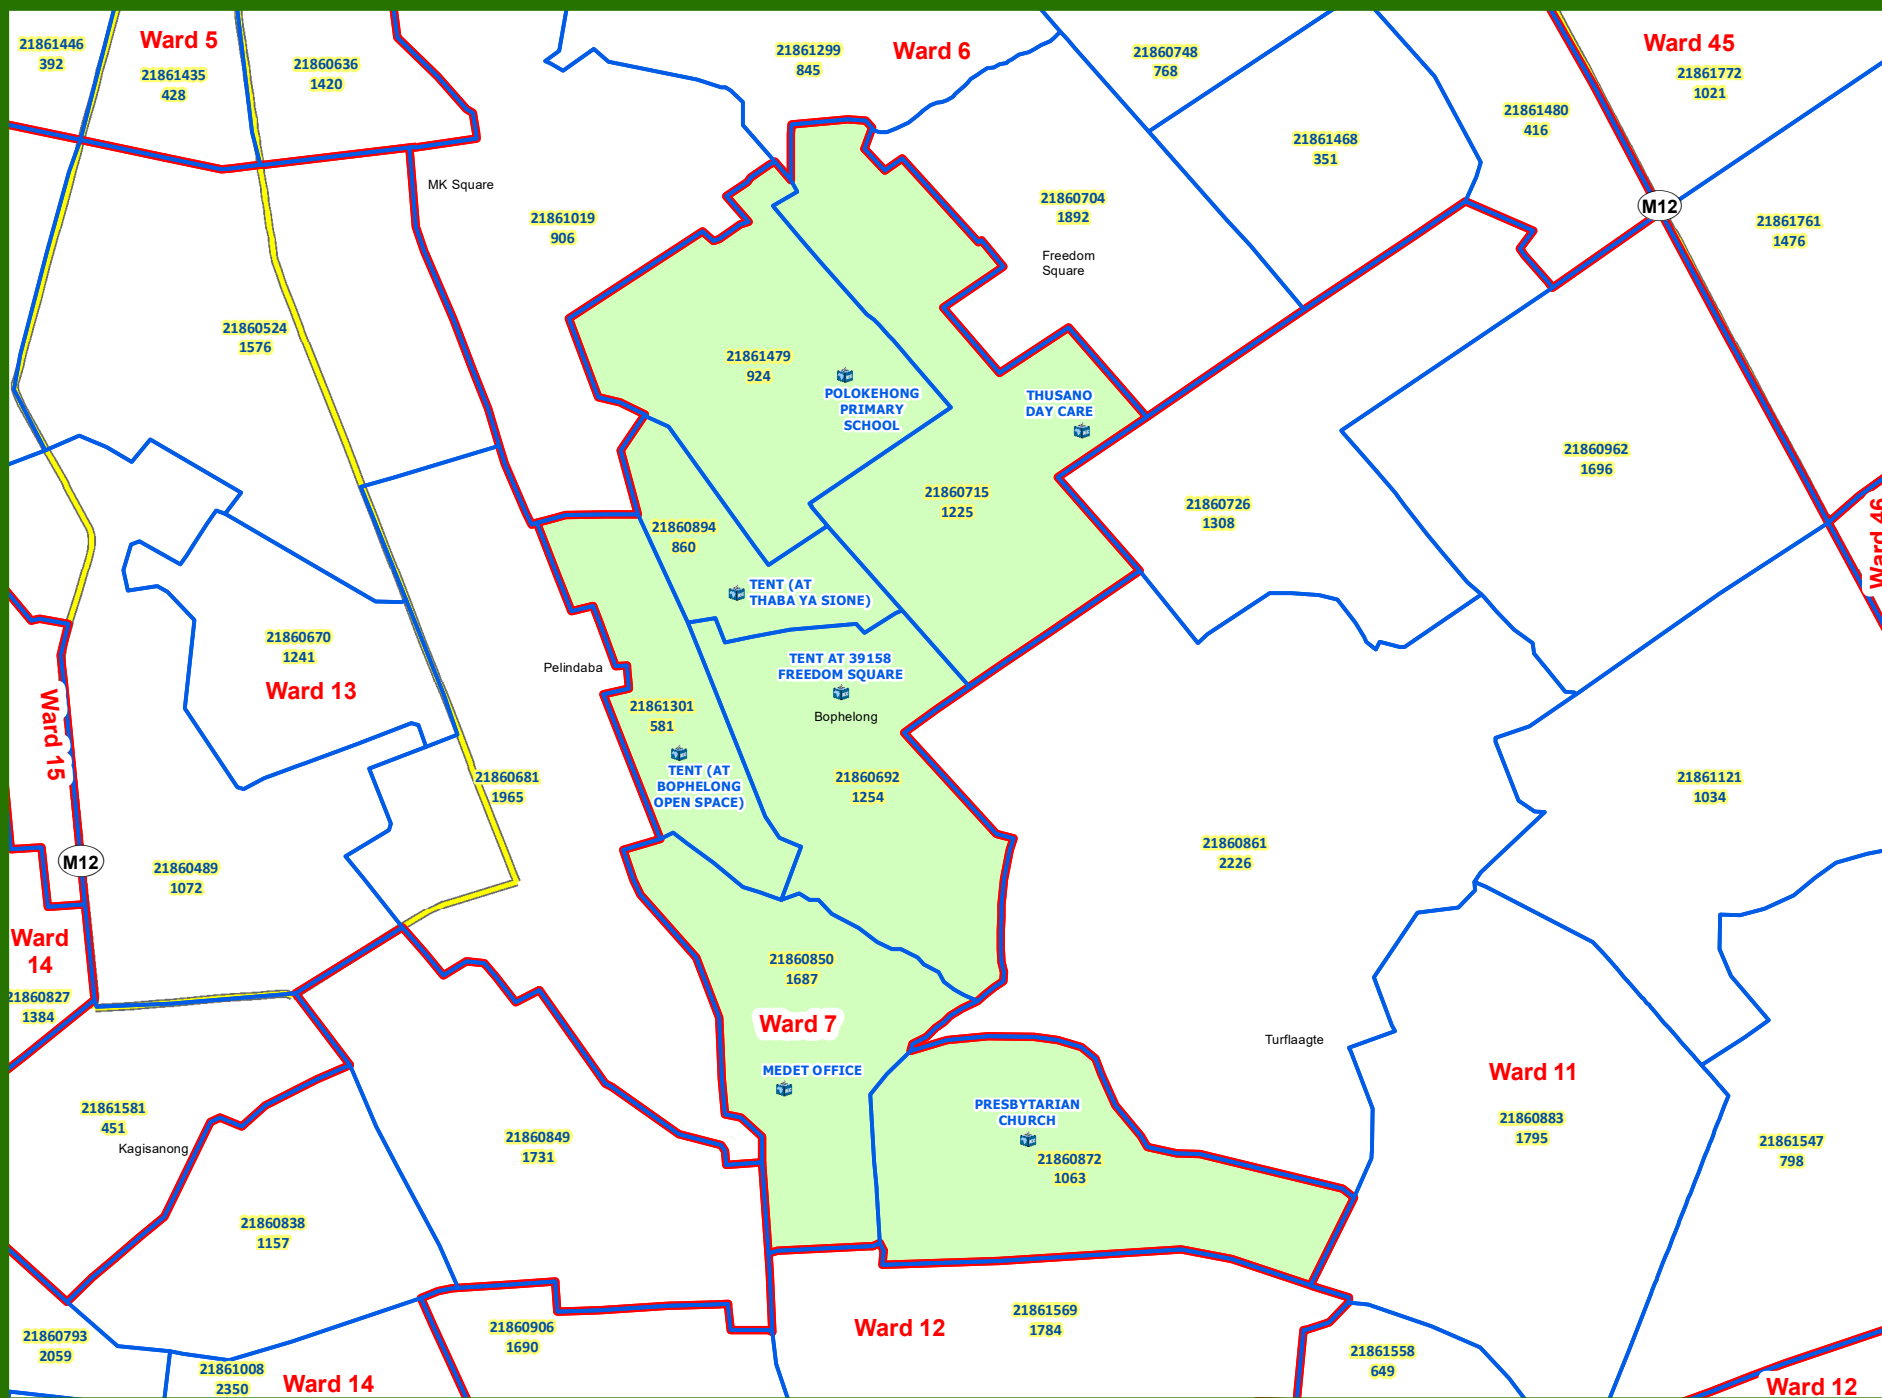 21861446
392
Ward 5
21861435
428
21860636
1420
21861299
845
Ward 6
21860748
768
Ward 45
21861772
1021
21861480
416
21861468
351
M12
MK Square
21861019
906
21860704
1892
21861761
1476
Freedom
Square
21860524
1576
21861479
924
POLOKEHONG
PRIMARY
SCHOOL
THUSANO
DAY CARE
21860962
1696
21860715
1225
21860726
1308
Ward 46
21860894
860
TENT (AT
THABA YA SIONE)
21860670
1241
Ward 13
Pelindaba
TENT AT 39158
FREEDOM SQUARE
Bophelong
21861301
581
Ward 15
TENT (AT
BOPHELONG
OPEN SPACE)
21860681
1965
21860692
1254
21861121
1034
M12
21860489
1072
21860861
2226
Ward
14
21860827
1384
21860850
1687
Ward 7
MEDET OFFICE
Turflaagte
Ward 11
21860883
1795
21861581
451
Kagisanong
PRESBYTARIAN
CHURCH
21860872
1063
21860849
1731
21861547
798
21860838
1157
21860793
2059
21861008
2350
Ward 14
21860906
1690
Ward 12
21861569
1784
21861558
649
Ward 12